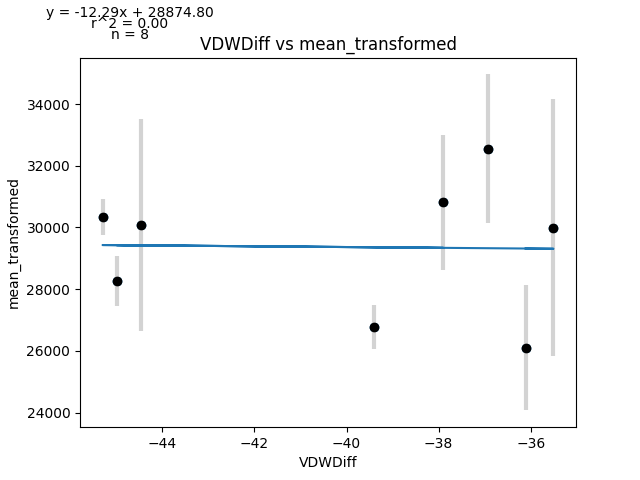 y = -12.29x + 28874.80
r^2 = 0.00
n = 8
VDWDiff vs mean_transformed
mean_transformed
34000
32000
30000
28000
26000
24000
−44
−42
−40
−38
−36
VDWDiff